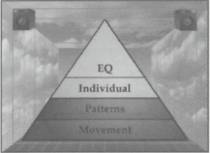 EQ
Individual
Patterns
Movement